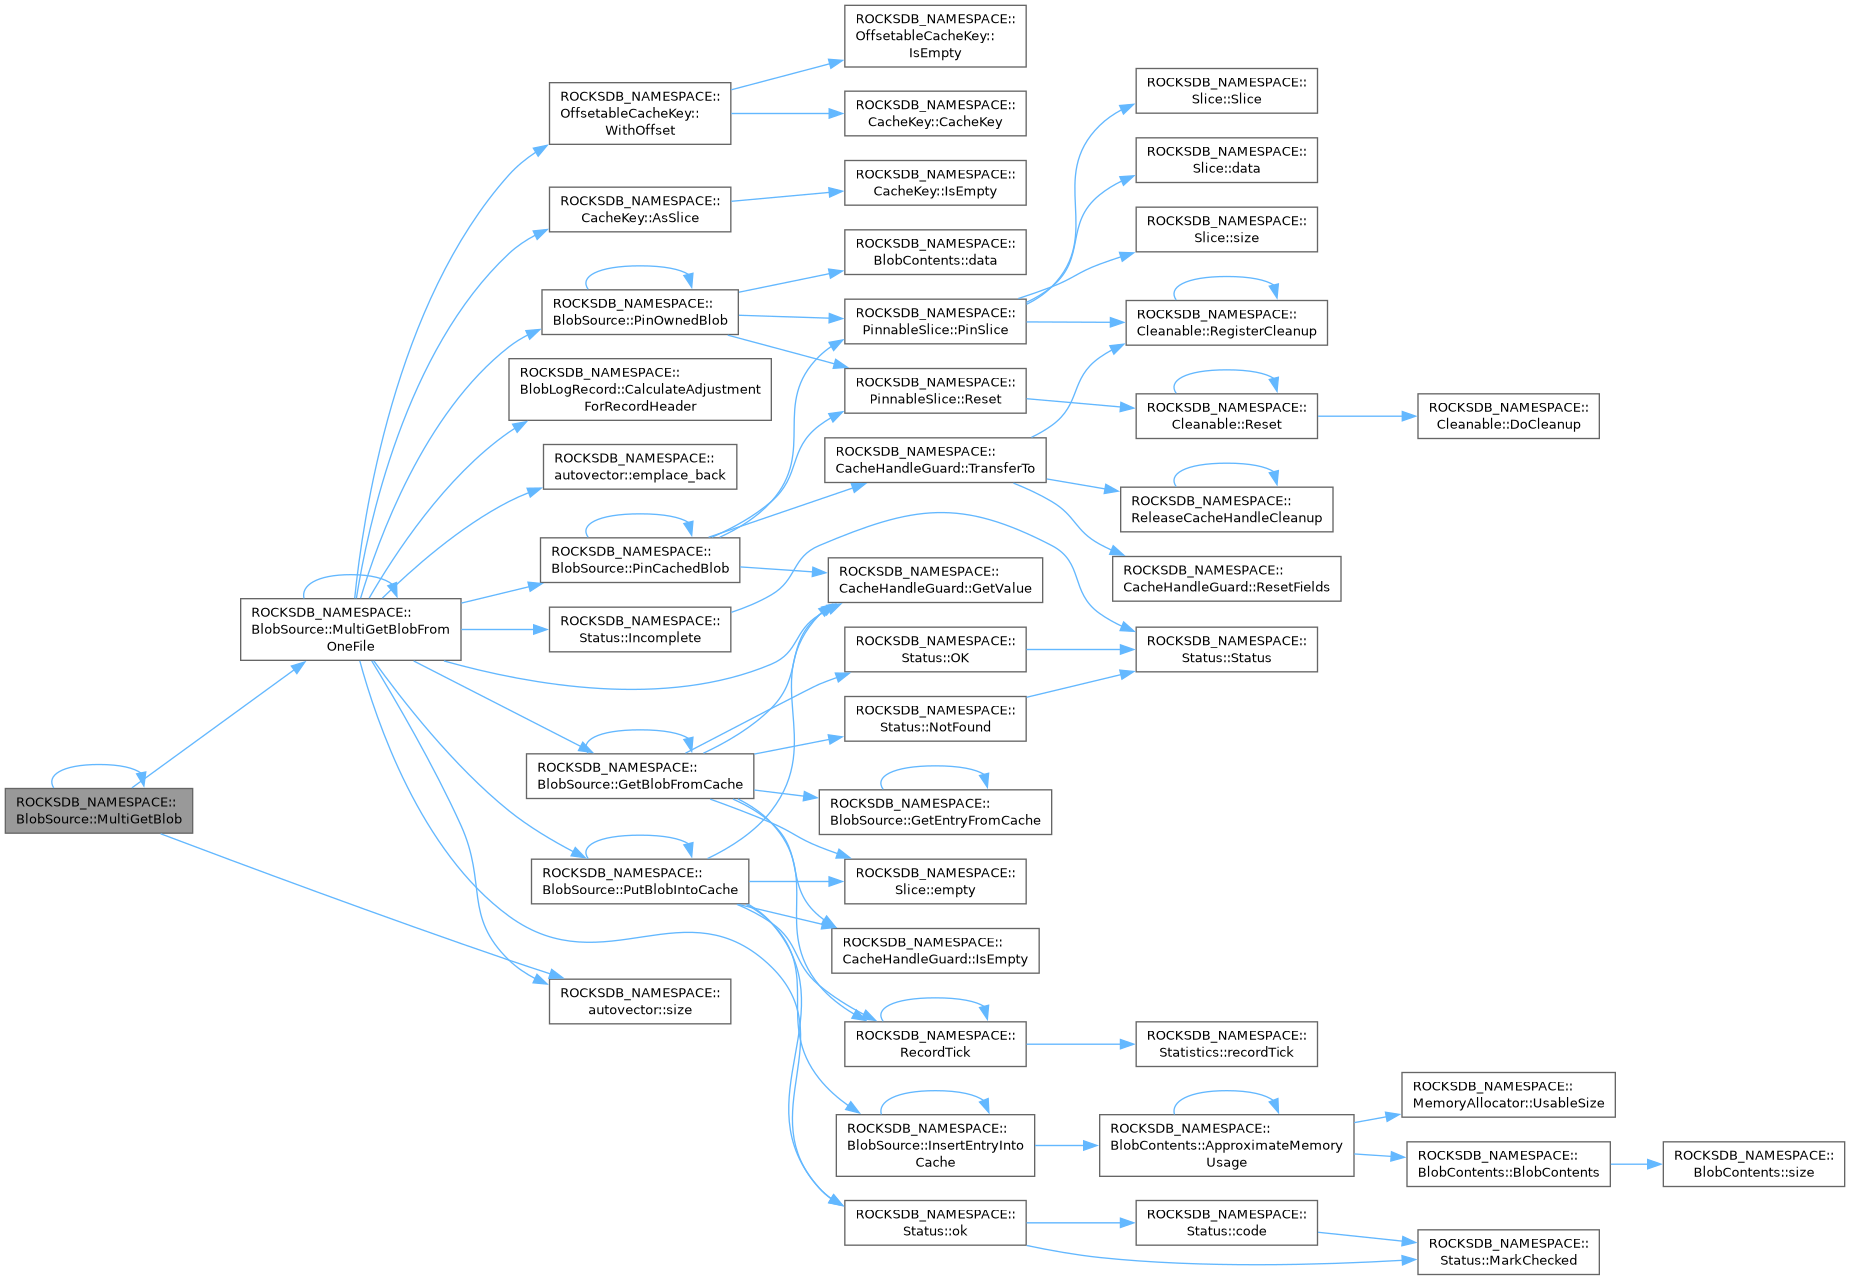 ROCKSDB_NAMESPACE::
BlobSource::MultiGetBlob
ROCKSDB_NAMESPACE::
BlobSource::MultiGetBlobFrom
OneFile
ROCKSDB_NAMESPACE::
OffsetableCacheKey::
WithOffset
ROCKSDB_NAMESPACE::
CacheKey::AsSlice
ROCKSDB_NAMESPACE::
BlobSource::PinOwnedBlob
ROCKSDB_NAMESPACE::
BlobLogRecord::CalculateAdjustment
ForRecordHeader
ROCKSDB_NAMESPACE::
autovector::emplace_back
ROCKSDB_NAMESPACE::
BlobSource::PinCachedBlob
ROCKSDB_NAMESPACE::
Status::Incomplete
ROCKSDB_NAMESPACE::
BlobSource::GetBlobFromCache
ROCKSDB_NAMESPACE::
BlobSource::PutBlobIntoCache
ROCKSDB_NAMESPACE::
autovector::size
ROCKSDB_NAMESPACE::
OffsetableCacheKey::
IsEmpty
ROCKSDB_NAMESPACE::
CacheKey::CacheKey
ROCKSDB_NAMESPACE::
CacheKey::IsEmpty
ROCKSDB_NAMESPACE::
BlobContents::data
ROCKSDB_NAMESPACE::
PinnableSlice::PinSlice
ROCKSDB_NAMESPACE::
PinnableSlice::Reset
ROCKSDB_NAMESPACE::
CacheHandleGuard::TransferTo
ROCKSDB_NAMESPACE::
CacheHandleGuard::GetValue
ROCKSDB_NAMESPACE::
Status::OK
ROCKSDB_NAMESPACE::
Status::NotFound
ROCKSDB_NAMESPACE::
BlobSource::GetEntryFromCache
ROCKSDB_NAMESPACE::
Slice::empty
ROCKSDB_NAMESPACE::
CacheHandleGuard::IsEmpty
ROCKSDB_NAMESPACE::
RecordTick
ROCKSDB_NAMESPACE::
BlobSource::InsertEntryInto
Cache
ROCKSDB_NAMESPACE::
Status::ok
ROCKSDB_NAMESPACE::
Slice::Slice
ROCKSDB_NAMESPACE::
Slice::data
ROCKSDB_NAMESPACE::
Slice::size
ROCKSDB_NAMESPACE::
Cleanable::RegisterCleanup
ROCKSDB_NAMESPACE::
Cleanable::Reset
ROCKSDB_NAMESPACE::
ReleaseCacheHandleCleanup
ROCKSDB_NAMESPACE::
CacheHandleGuard::ResetFields
ROCKSDB_NAMESPACE::
Status::Status
ROCKSDB_NAMESPACE::
Statistics::recordTick
ROCKSDB_NAMESPACE::
BlobContents::ApproximateMemory
Usage
ROCKSDB_NAMESPACE::
Status::code
ROCKSDB_NAMESPACE::
Cleanable::DoCleanup
ROCKSDB_NAMESPACE::
MemoryAllocator::UsableSize
ROCKSDB_NAMESPACE::
BlobContents::BlobContents
ROCKSDB_NAMESPACE::
Status::MarkChecked
ROCKSDB_NAMESPACE::
BlobContents::size